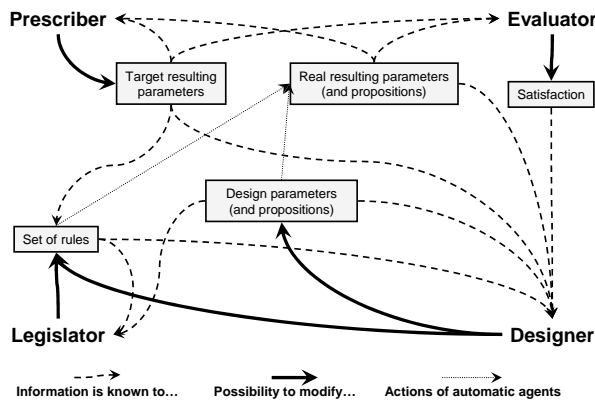 Prescriber
Evaluator
Target resulting
parameters
Real resulting parameters
(and propositions)
Satisfaction
Design parameters
(and propositions)
Set of rules
Legislator
Designer
Information is known to…
Possibility to modify…
Actions of automatic agents